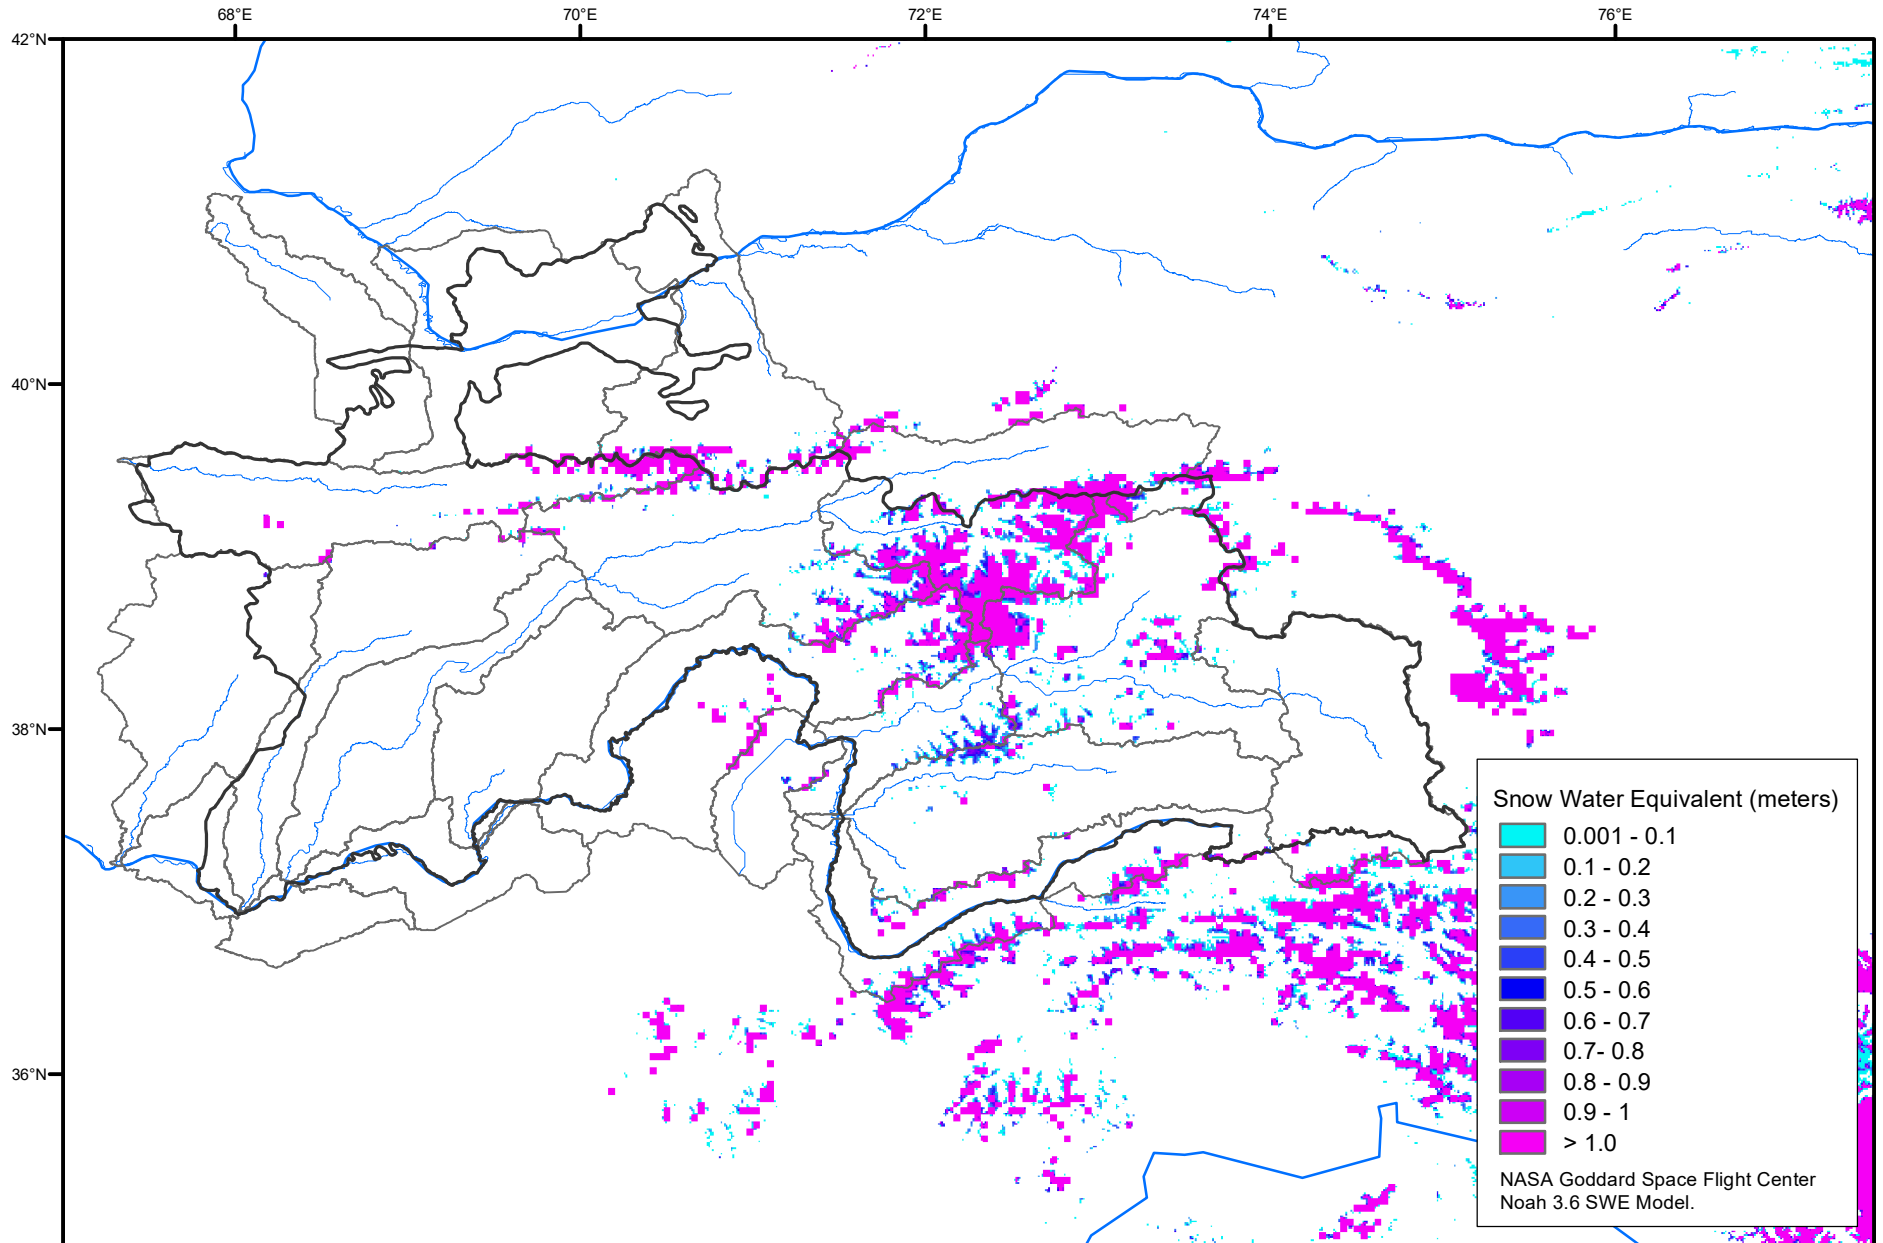 68°E 70°E 72°E 74°E 76°E
42°N
40°N
38°N
36°N
Snow Water Equivalent (meters)
0.001 - 0.1
0.1 - 0.2
0.2 - 0.3
0.3 - 0.4
0.4 - 0.5
0.5 - 0.6
0.6 - 0.7
0.7- 0.8
0.8 - 0.9
0.9 - 1
> 1.0
NASA Goddard Space Flight Center
Noah 3.6 SWE Model.